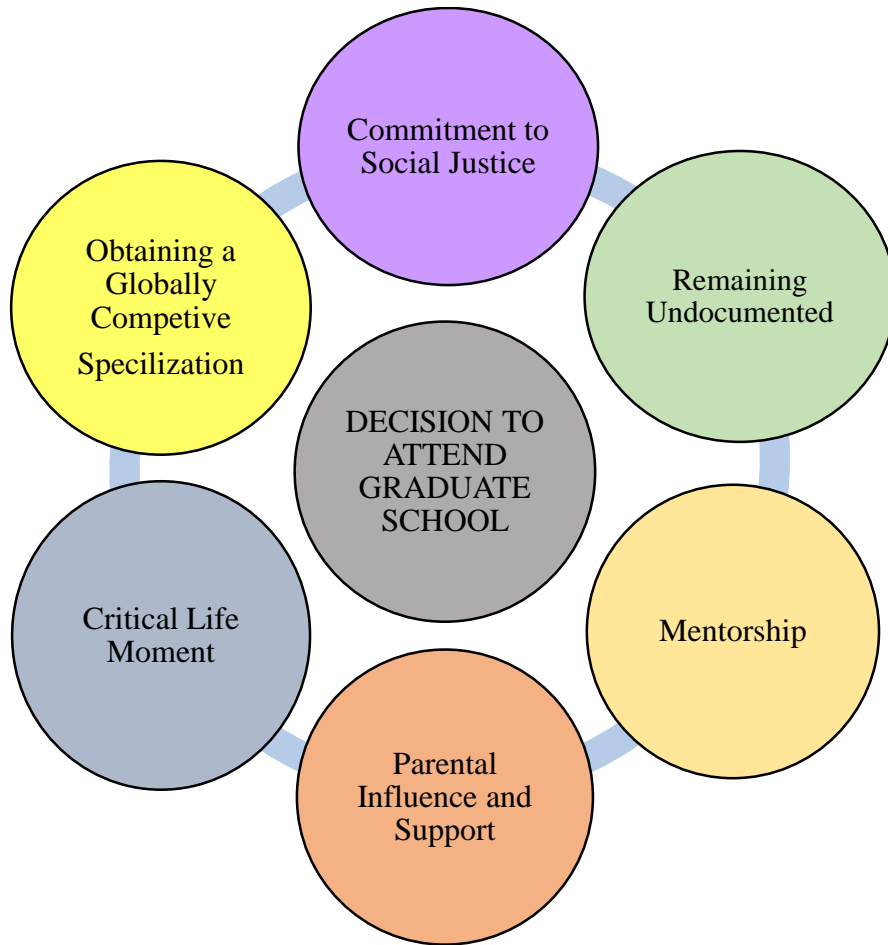 Commitment to
Social Justice
Remaining
Undocumented
Mentorship
Parental
Influence and
Support
Critical Life
Moment
Obtaining a
Globally
Competive
Specilization
DECISION TO
ATTEND
GRADUATE
SCHOOL